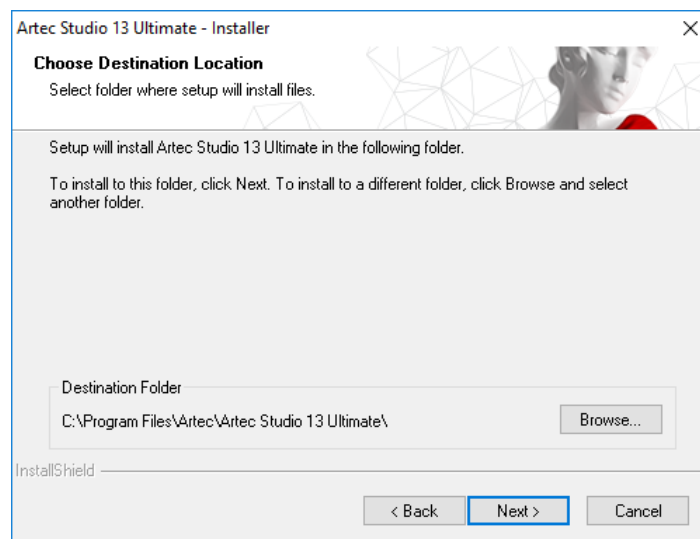 Artec Studio 13 Ultimate - Installer
Choose Destination Location
Select folder where setup will install files.
Setup will install Artec Studio 13 Ultimate in the following folder.
To install to this folder, click Next. To install to a different folder, click Browse and select
another folder.
Destination Folder
C:\Program Files\Artec\Artec Studio 13 Ultimate\
Browse...
InstallShield
< Back
Next >
Cancel